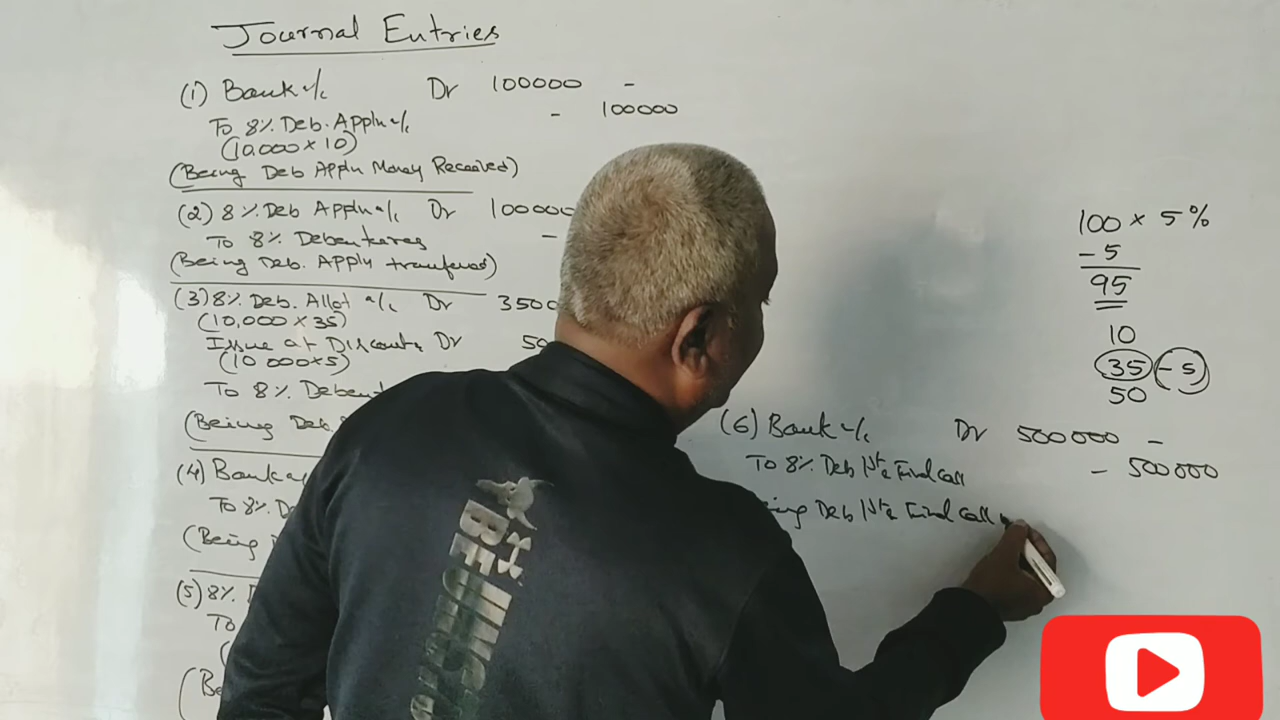 Journal Entries
(1) Bank a/c Dr 100000 -
To 8% Deb. Appln a/c - 100000
(10,000 × 10)
(Being Deb Appln Money Received)
(2) 8% Deb Appln a/c Dr 100000
To 8% Debentures -
(Being Deb. Apply transferred)
(3) 8% Deb. Allot a/c Dr 3500
(10,000 × 35)
Issue at Discount Dr 50
(10 000×5)
To 8% Debent
(Being Deb
(4) Bank a/c
To 8% De
(Being D
(5) 8% D
To
(Be
100 × 5%
- 5
95
10
35 - 5
50
(6) Bank a/c Dr 500000 -
To 8% Deb 1st & Final call - 500000
ing Deb 1st & Final call
BE